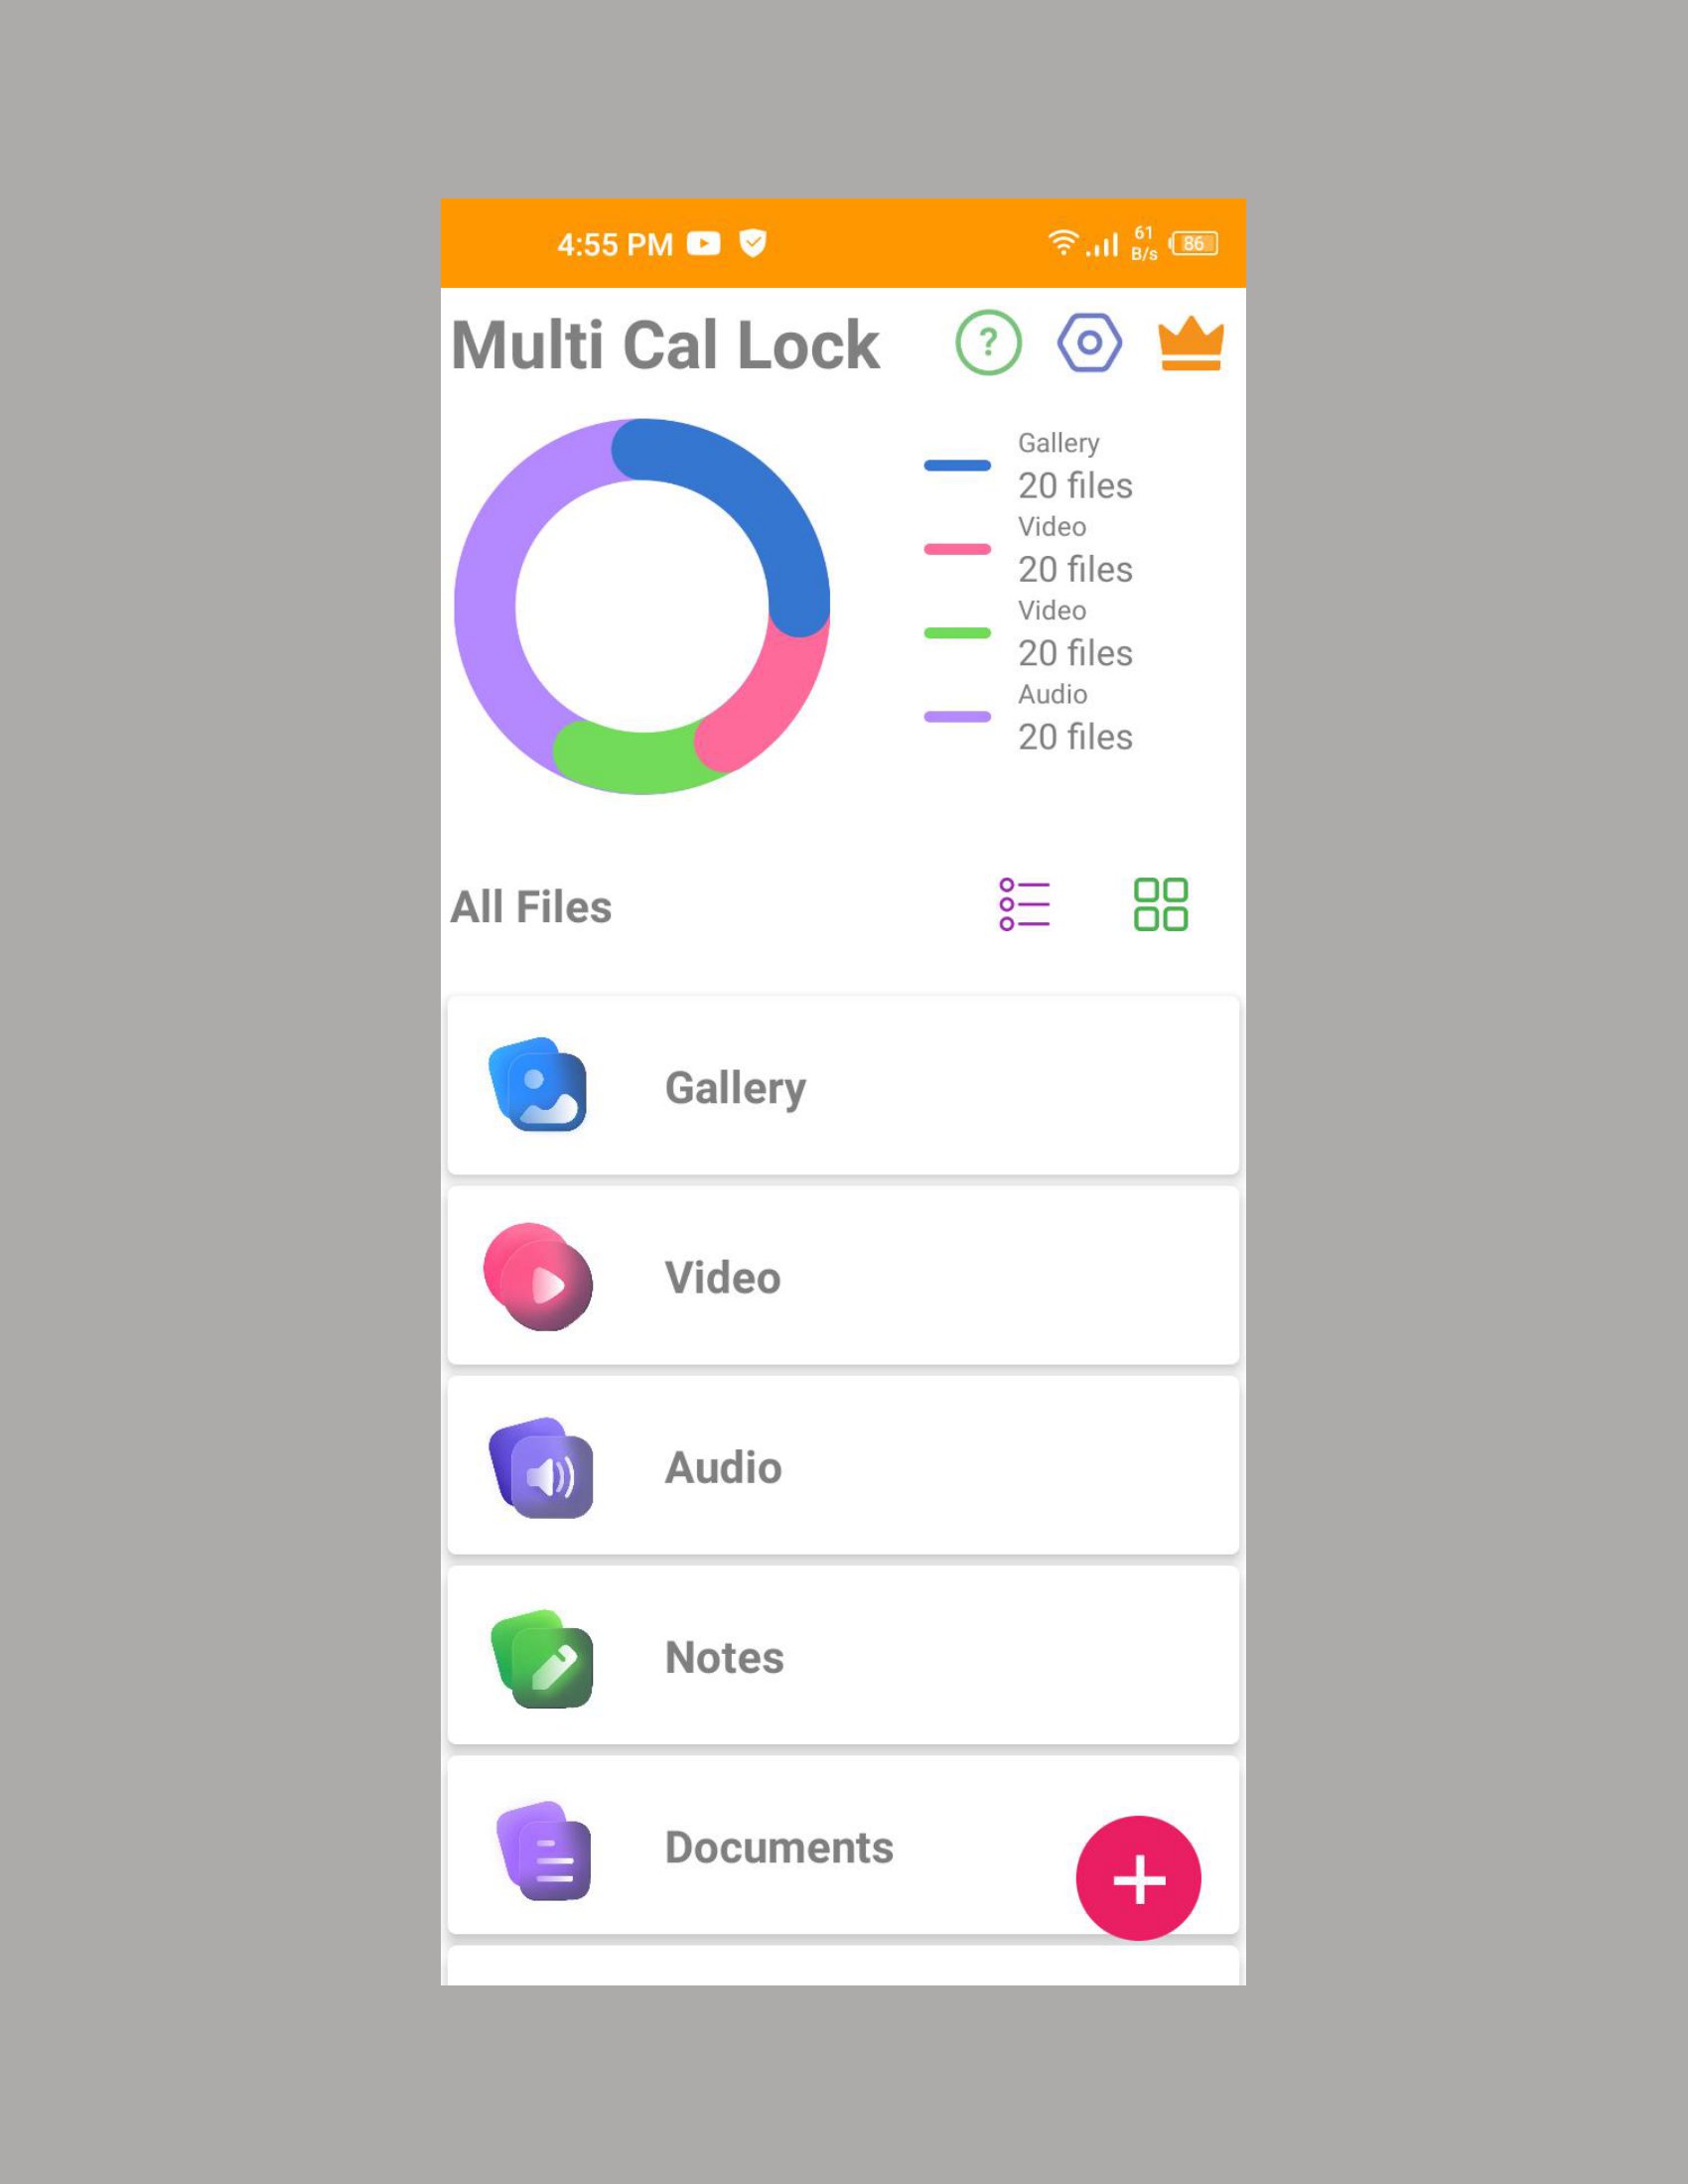 4:55 PM
61
B/s
86
Multi Cal Lock
?
Gallery
20 files
Video
20 files
Video
20 files
Audio
20 files
All Files
Gallery
Video
Audio
Notes
Documents